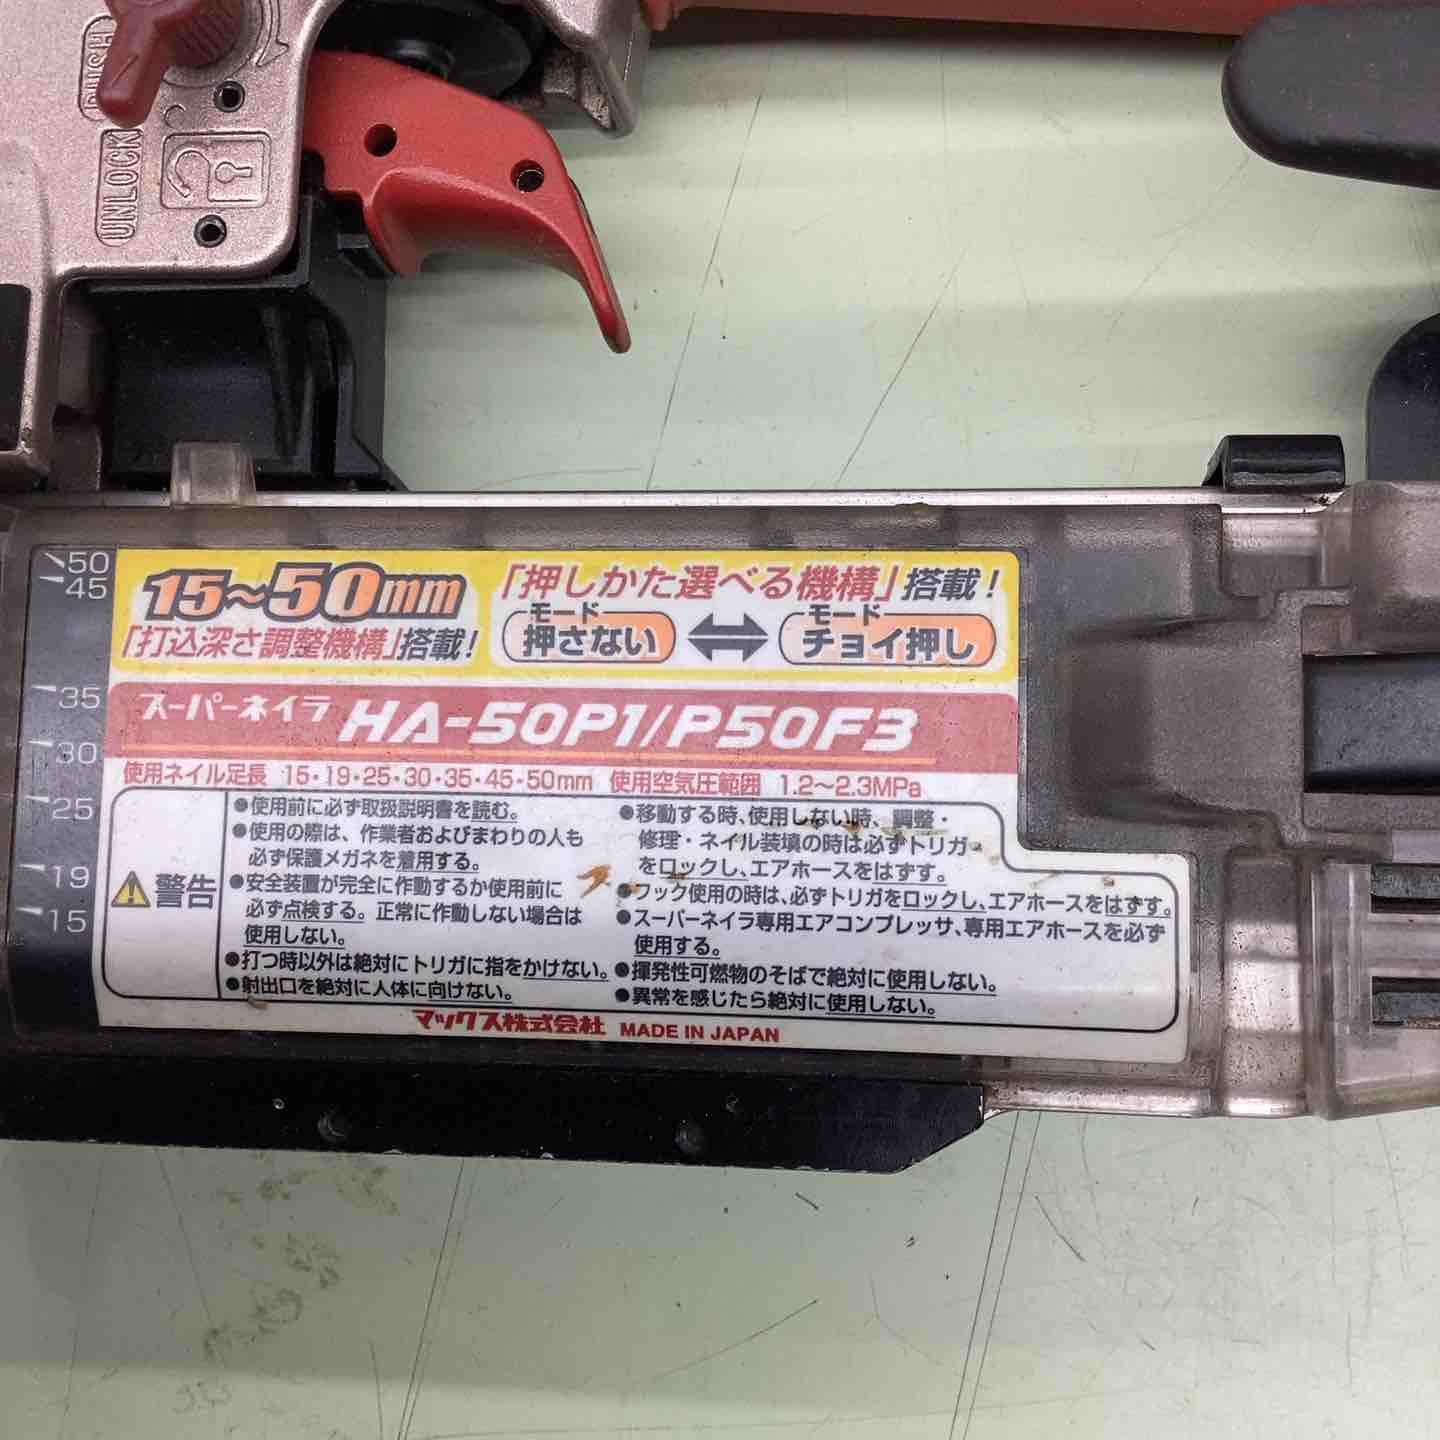 PUSH
UNLOCK
50
45
35
30
25
19
15
15~50mm
「打込深さ調整機構」搭載!
「押しかた選べる機構」搭載!
モード
押さない
モード
チョイ押し
スーパーネイラ HA-50P1/P50F3
使用ネイル足長 15・19・25・30・35・45・50mm 使用空気圧範囲 1.2~2.3MPa
警告
●使用前に必ず取扱説明書を読む。
●使用の際は、作業者およびまわりの人も
必ず保護メガネを着用する。
●安全装置が完全に作動するか使用前に
必ず点検する。正常に作動しない場合は
使用しない。
●打つ時以外は絶対にトリガに指をかけない。
●射出口を絶対に人体に向けない。
●移動する時、使用しない時、調整・
修理・ネイル装填の時は必ずトリガ
をロックし、エアホースをはずす。
●フック使用の時は、必ずトリガをロックし、エアホースをはずす。
●スーパーネイラ専用エアコンプレッサ、専用エアホースを必ず
使用する。
●揮発性可燃物のそばで絶対に使用しない。
●異常を感じたら絶対に使用しない。
マックス株式会社 MADE IN JAPAN